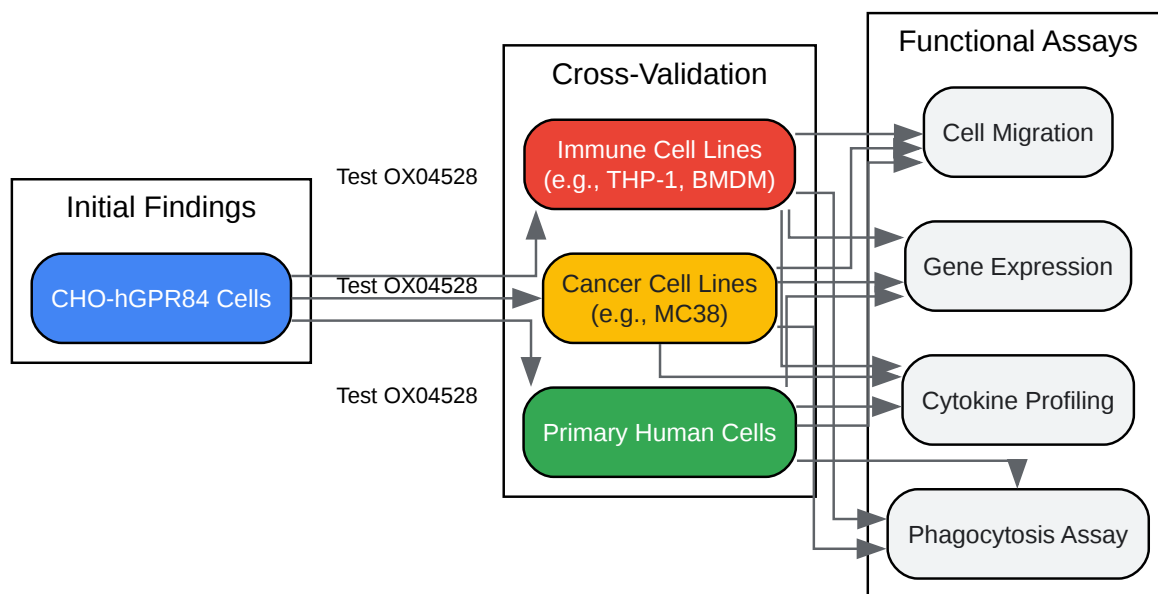 Initial Findings
CHO-hGPR84 Cells
Test OX04528
Test OX04528
Test OX04528
Cross-Validation
Immune Cell Lines
(e.g., THP-1, BMDM)
Cancer Cell Lines
(e.g., MC38)
Primary Human Cells
Functional Assays
Cell Migration
Gene Expression
Cytokine Profiling
Phagocytosis Assay